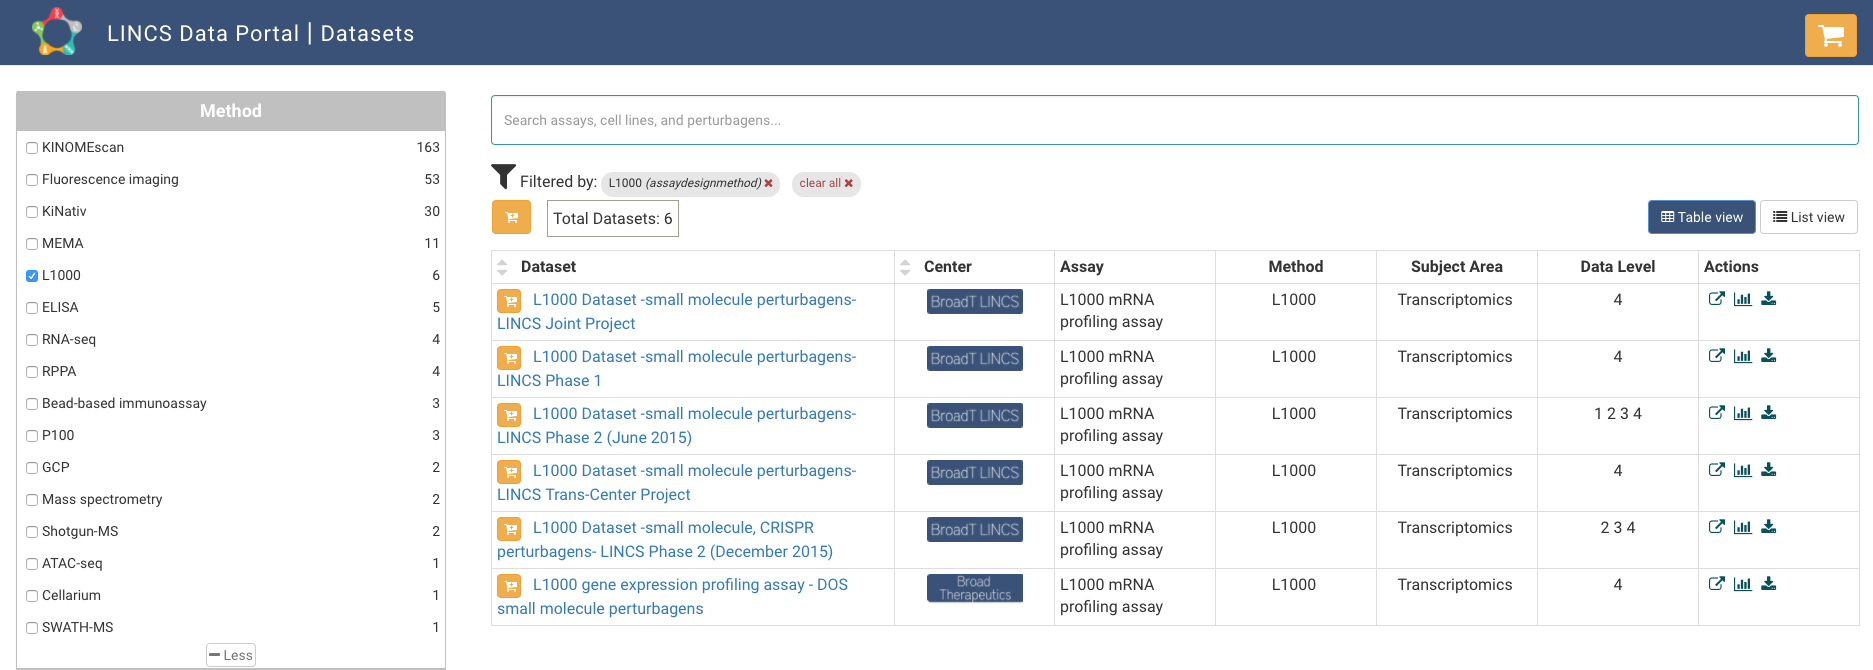 LINCS Data Portal | Datasets
Method
KINOMEscan 163
Fluorescence imaging 53
KiNativ 30
MEMA 11
L1000 6
ELISA 5
RNA-seq 4
RPPA 4
Bead-based immunoassay 3
P100 3
GCP 2
Mass spectrometry 2
Shotgun-MS 2
ATAC-seq 1
Cellarium 1
SWATH-MS 1
Less
Search assays, cell lines, and perturbagens...
Filtered by: L1000 (assaydesignmethod) ✖ clear all ✖
Total Datasets: 6
Table view List view
Dataset Center Assay Method Subject Area Data Level Actions
L1000 Dataset -small molecule perturbagens- BroadT LINCS L1000 mRNA L1000 Transcriptomics 4
LINCS Joint Project profiling assay
L1000 Dataset -small molecule perturbagens- BroadT LINCS L1000 mRNA L1000 Transcriptomics 4
LINCS Phase 1 profiling assay
L1000 Dataset -small molecule perturbagens- BroadT LINCS L1000 mRNA L1000 Transcriptomics 1 2 3 4
LINCS Phase 2 (June 2015) profiling assay
L1000 Dataset -small molecule perturbagens- BroadT LINCS L1000 mRNA L1000 Transcriptomics 4
LINCS Trans-Center Project profiling assay
L1000 Dataset -small molecule, CRISPR BroadT LINCS L1000 mRNA L1000 Transcriptomics 2 3 4
perturbagens- LINCS Phase 2 (December 2015) profiling assay
L1000 gene expression profiling assay - DOS Broad L1000 mRNA L1000 Transcriptomics 4
small molecule perturbagens Therapeutics profiling assay